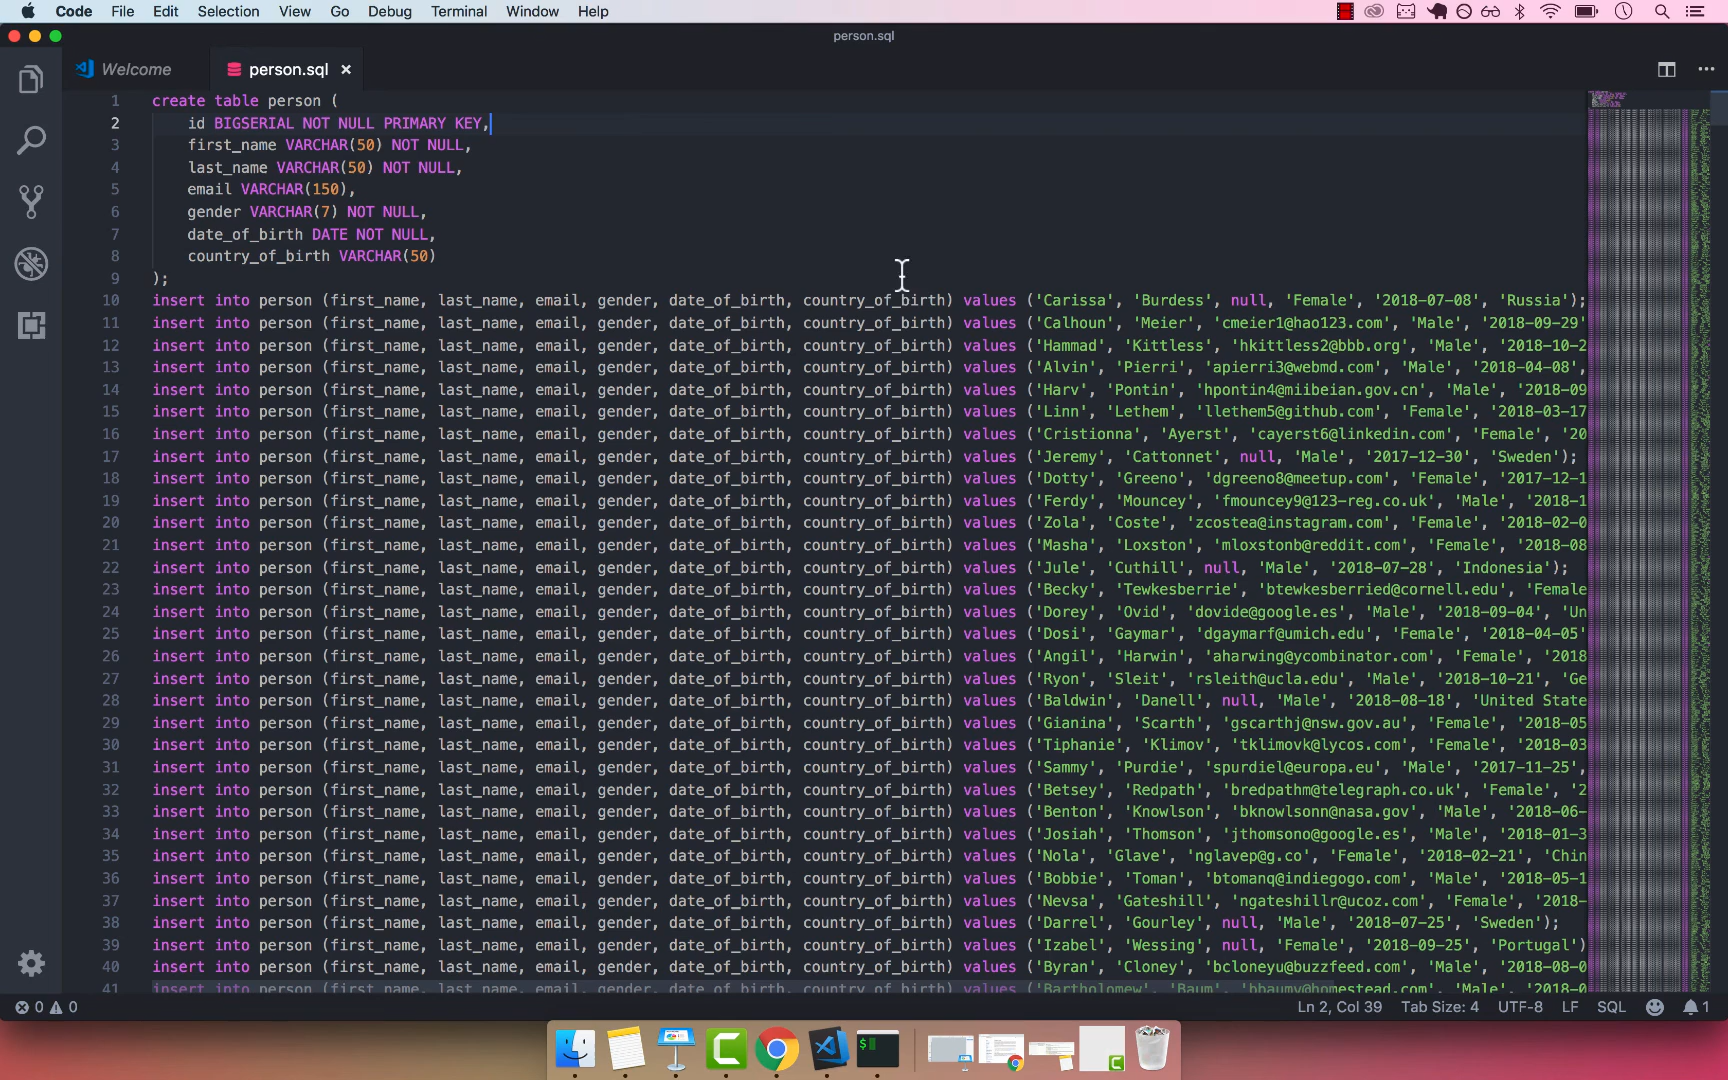 Code File Edit Selection View Go Debug Terminal Window Help
person.sql
Welcome person.sql ×
1 create table person (
2 id BIGSERIAL NOT NULL PRIMARY KEY,
3 first_name VARCHAR(50) NOT NULL,
4 last_name VARCHAR(50) NOT NULL,
5 email VARCHAR(150),
6 gender VARCHAR(7) NOT NULL,
7 date_of_birth DATE NOT NULL,
8 country_of_birth VARCHAR(50)
9 );
10 insert into person (first_name, last_name, email, gender, date_of_birth, country_of_birth) values ('Carissa', 'Burdess', null, 'Female', '2018-07-08', 'Russia');
11 insert into person (first_name, last_name, email, gender, date_of_birth, country_of_birth) values ('Calhoun', 'Meier', 'cmeier1@hao123.com', 'Male', '2018-09-29'
12 insert into person (first_name, last_name, email, gender, date_of_birth, country_of_birth) values ('Hammad', 'Kittless', 'hkittless2@bbb.org', 'Male', '2018-10-2
13 insert into person (first_name, last_name, email, gender, date_of_birth, country_of_birth) values ('Alvin', 'Pierri', 'apierri3@webmd.com', 'Male', '2018-04-08',
14 insert into person (first_name, last_name, email, gender, date_of_birth, country_of_birth) values ('Harv', 'Pontin', 'hpontin4@miibeian.gov.cn', 'Male', '2018-09
15 insert into person (first_name, last_name, email, gender, date_of_birth, country_of_birth) values ('Linn', 'Lethem', 'llethem5@github.com', 'Female', '2018-03-17
16 insert into person (first_name, last_name, email, gender, date_of_birth, country_of_birth) values ('Cristionna', 'Ayerst', 'cayerst6@linkedin.com', 'Female', '20
17 insert into person (first_name, last_name, email, gender, date_of_birth, country_of_birth) values ('Jeremy', 'Cattonnet', null, 'Male', '2017-12-30', 'Sweden');
18 insert into person (first_name, last_name, email, gender, date_of_birth, country_of_birth) values ('Dotty', 'Greeno', 'dgreeno8@meetup.com', 'Female', '2017-12-1
19 insert into person (first_name, last_name, email, gender, date_of_birth, country_of_birth) values ('Ferdy', 'Mouncey', 'fmouncey9@123-reg.co.uk', 'Male', '2018-1
20 insert into person (first_name, last_name, email, gender, date_of_birth, country_of_birth) values ('Zola', 'Coste', 'zcostea@instagram.com', 'Female', '2018-02-0
21 insert into person (first_name, last_name, email, gender, date_of_birth, country_of_birth) values ('Masha', 'Loxston', 'mloxstonb@reddit.com', 'Female', '2018-08
22 insert into person (first_name, last_name, email, gender, date_of_birth, country_of_birth) values ('Jule', 'Cuthill', null, 'Male', '2018-07-28', 'Indonesia');
23 insert into person (first_name, last_name, email, gender, date_of_birth, country_of_birth) values ('Becky', 'Tewkesberrie', 'btewkesberried@cornell.edu', 'Female
24 insert into person (first_name, last_name, email, gender, date_of_birth, country_of_birth) values ('Dorey', 'Ovid', 'dovide@google.es', 'Male', '2018-09-04', 'Un
25 insert into person (first_name, last_name, email, gender, date_of_birth, country_of_birth) values ('Dosi', 'Gaymar', 'dgaymarf@umich.edu', 'Female', '2018-04-05'
26 insert into person (first_name, last_name, email, gender, date_of_birth, country_of_birth) values ('Angil', 'Harwin', 'aharwing@ycombinator.com', 'Female', '2018
27 insert into person (first_name, last_name, email, gender, date_of_birth, country_of_birth) values ('Ryon', 'Sleit', 'rsleith@ucla.edu', 'Male', '2018-10-21', 'Ge
28 insert into person (first_name, last_name, email, gender, date_of_birth, country_of_birth) values ('Baldwin', 'Danell', null, 'Male', '2018-08-18', 'United State
29 insert into person (first_name, last_name, email, gender, date_of_birth, country_of_birth) values ('Gianina', 'Scarth', 'gscarthj@nsw.gov.au', 'Female', '2018-05
30 insert into person (first_name, last_name, email, gender, date_of_birth, country_of_birth) values ('Tiphanie', 'Klimov', 'tklimovk@lycos.com', 'Female', '2018-03
31 insert into person (first_name, last_name, email, gender, date_of_birth, country_of_birth) values ('Sammy', 'Purdie', 'spurdiel@europa.eu', 'Male', '2017-11-25',
32 insert into person (first_name, last_name, email, gender, date_of_birth, country_of_birth) values ('Betsey', 'Redpath', 'bredpathm@telegraph.co.uk', 'Female', '2
33 insert into person (first_name, last_name, email, gender, date_of_birth, country_of_birth) values ('Benton', 'Knowlson', 'bknowlsonn@nasa.gov', 'Male', '2018-06-
34 insert into person (first_name, last_name, email, gender, date_of_birth, country_of_birth) values ('Josiah', 'Thomson', 'jthomsono@google.es', 'Male', '2018-01-3
35 insert into person (first_name, last_name, email, gender, date_of_birth, country_of_birth) values ('Nola', 'Glave', 'nglavep@g.co', 'Female', '2018-02-21', 'Chin
36 insert into person (first_name, last_name, email, gender, date_of_birth, country_of_birth) values ('Bobbie', 'Toman', 'btomanq@indiegogo.com', 'Male', '2018-05-1
37 insert into person (first_name, last_name, email, gender, date_of_birth, country_of_birth) values ('Nevsa', 'Gateshill', 'ngateshillr@ucoz.com', 'Female', '2018-
38 insert into person (first_name, last_name, email, gender, date_of_birth, country_of_birth) values ('Darrel', 'Gourley', null, 'Male', '2018-07-25', 'Sweden');
39 insert into person (first_name, last_name, email, gender, date_of_birth, country_of_birth) values ('Izabel', 'Wessing', null, 'Female', '2018-09-25', 'Portugal')
40 insert into person (first_name, last_name, email, gender, date_of_birth, country_of_birth) values ('Byran', 'Cloney', 'bcloneyu@buzzfeed.com', 'Male', '2018-08-0
41 insert into person (first_name, last_name, email, gender, date_of_birth, country_of_birth) values ('Bartholomew', 'Baum', 'bbaumv@homestead.com', 'Male', '2018-0
0 0 Ln 2, Col 39 Tab Size: 4 UTF-8 LF SQL 1